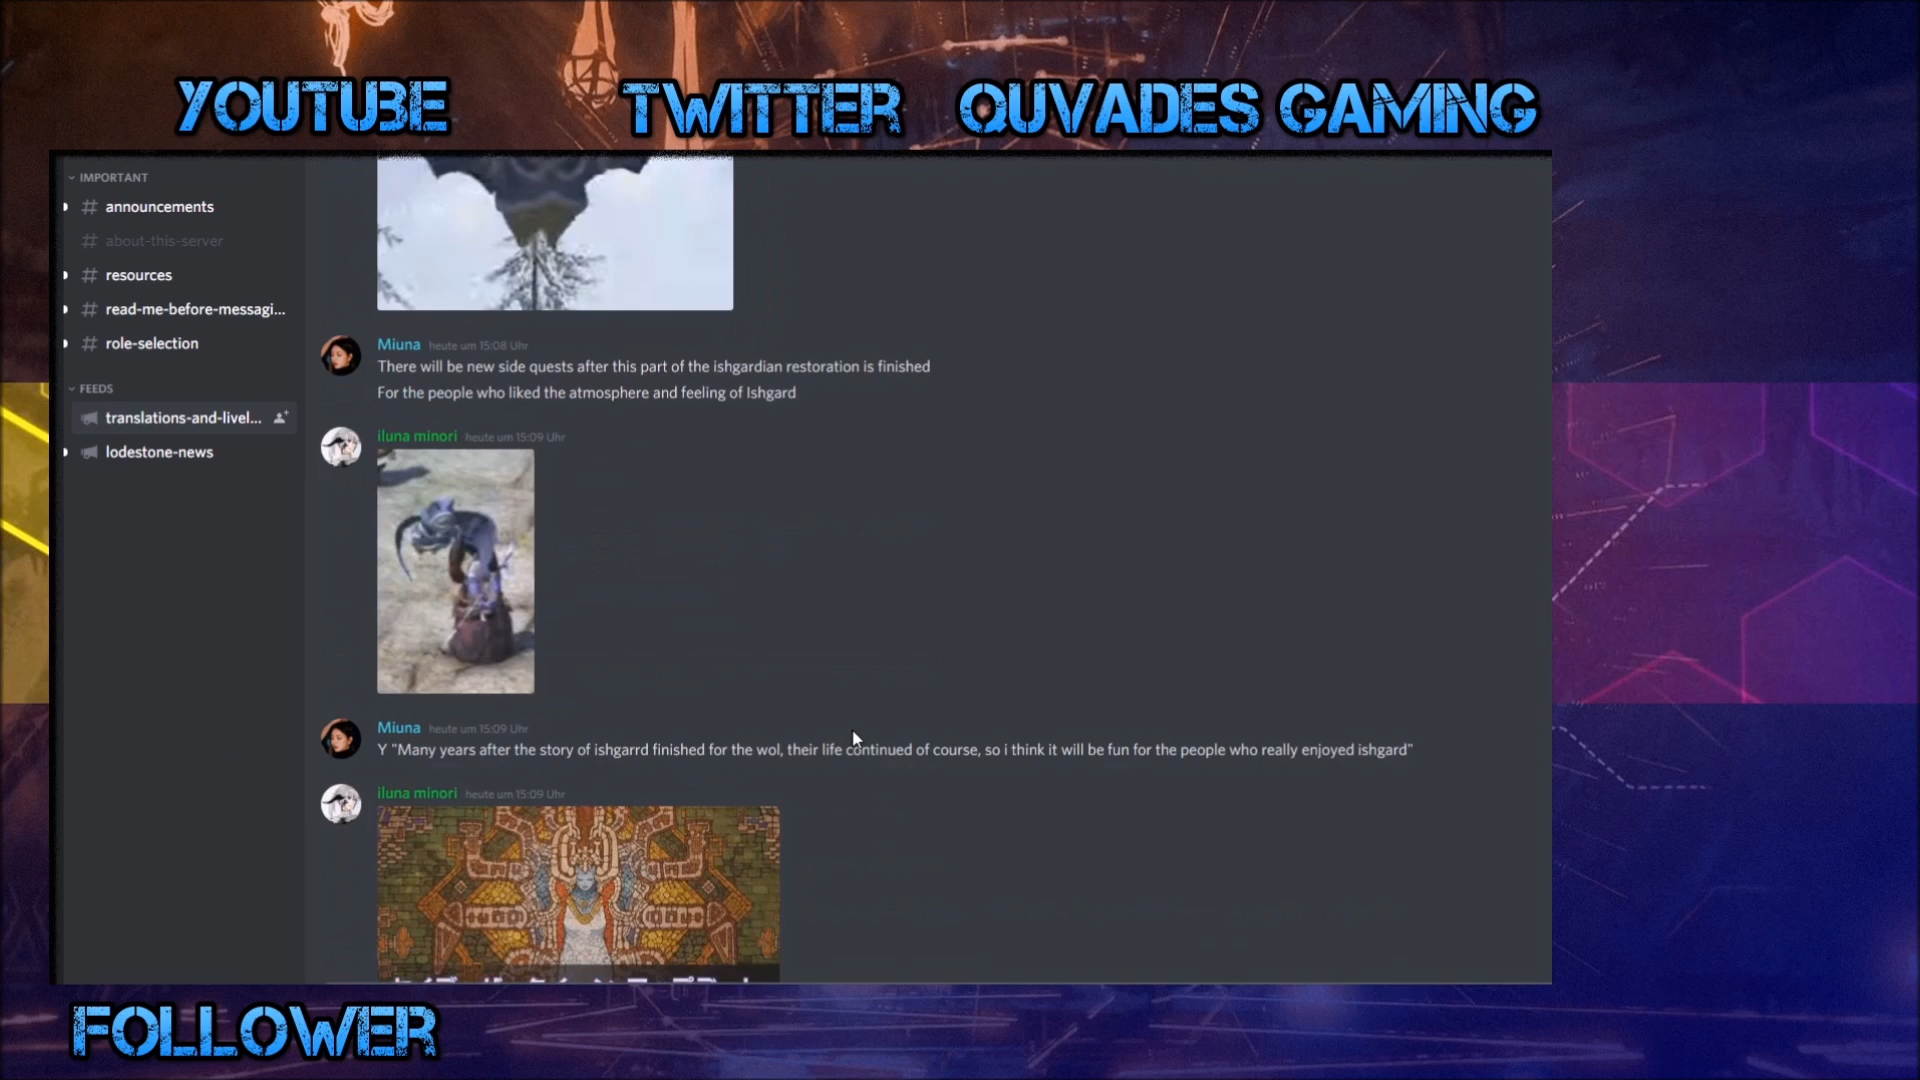 YOUTUBE
TWITTER
QUVADES GAMING
IMPORTANT
# announcements
# about-this-server
# resources
# read-me-before-messagi...
# role-selection
FEEDS
translations-and-livel...
lodestone-news
Miuna heute um 15:08 Uhr
There will be new side quests after this part of the ishgardian restoration is finished
For the people who liked the atmosphere and feeling of Ishgard
iluna minori heute um 15:09 Uhr
Miuna heute um 15:09 Uhr
Y "Many years after the story of ishgarrd finished for the wol, their life continued of course, so i think it will be fun for the people who really enjoyed ishgard"
iluna minori heute um 15:09 Uhr
FOLLOWER